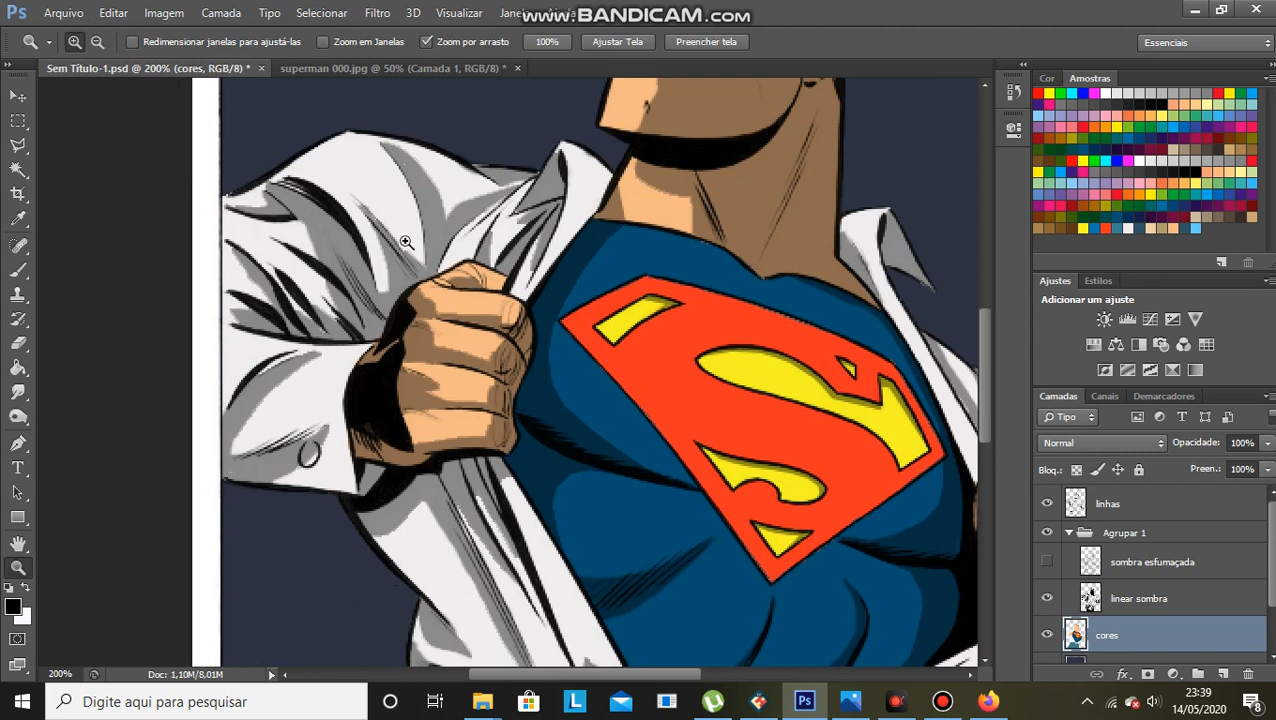 Ps Arquivo Editar Imagem Camada Tipo Selecionar Filtro 3D Visualizar
www.BANDICAM.com
Redimensionar janelas para ajustá-las Zoom em Janelas Zoom por arrasto 100% Ajustar Tela Preencher tela Essenciais
Sem Título-1.psd @ 200% (cores, RGB/8) * × superman 000.jpg @ 50% (Camada 1, RGB/8) * ×
Cor Amostras
Ajustes Estilos
Adicionar um ajuste
Camadas Canais Demarcadores
Tipo
Normal Opacidade: 100%
Bloq.: Preen.: 100%
linhas
Agrupar 1
sombra esfumaçada
linear sombra
cores
200% Doc: 1,10M/8,01M
Digite aqui para pesquisar
23:39
14/05/2020
8